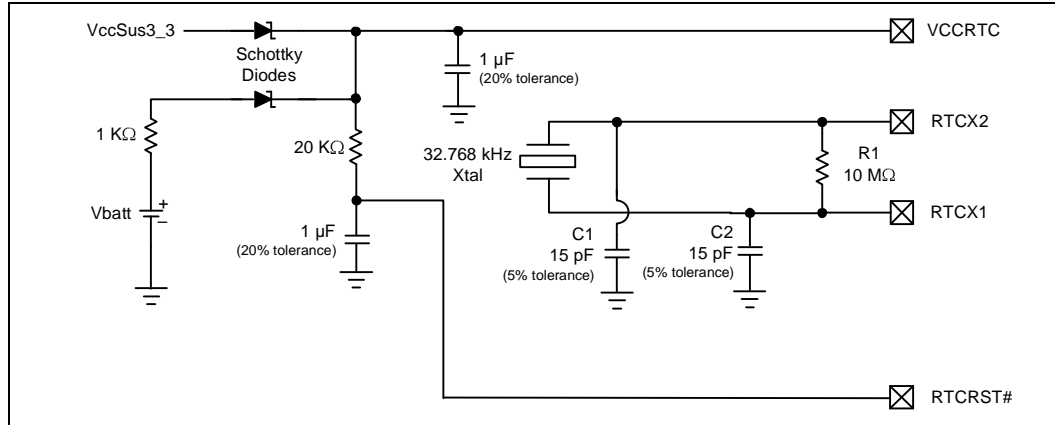 VccSus3_3
Schottky
Diodes
VCCRTC
1 µF
(20% tolerance)
1 KΩ
20 KΩ
32.768 kHz
Xtal
RTCX2
R1
10 MΩ
Vbatt
+
–
1 µF
(20% tolerance)
C1
15 pF
(5% tolerance)
C2
15 pF
(5% tolerance)
RTCX1
RTCRST#